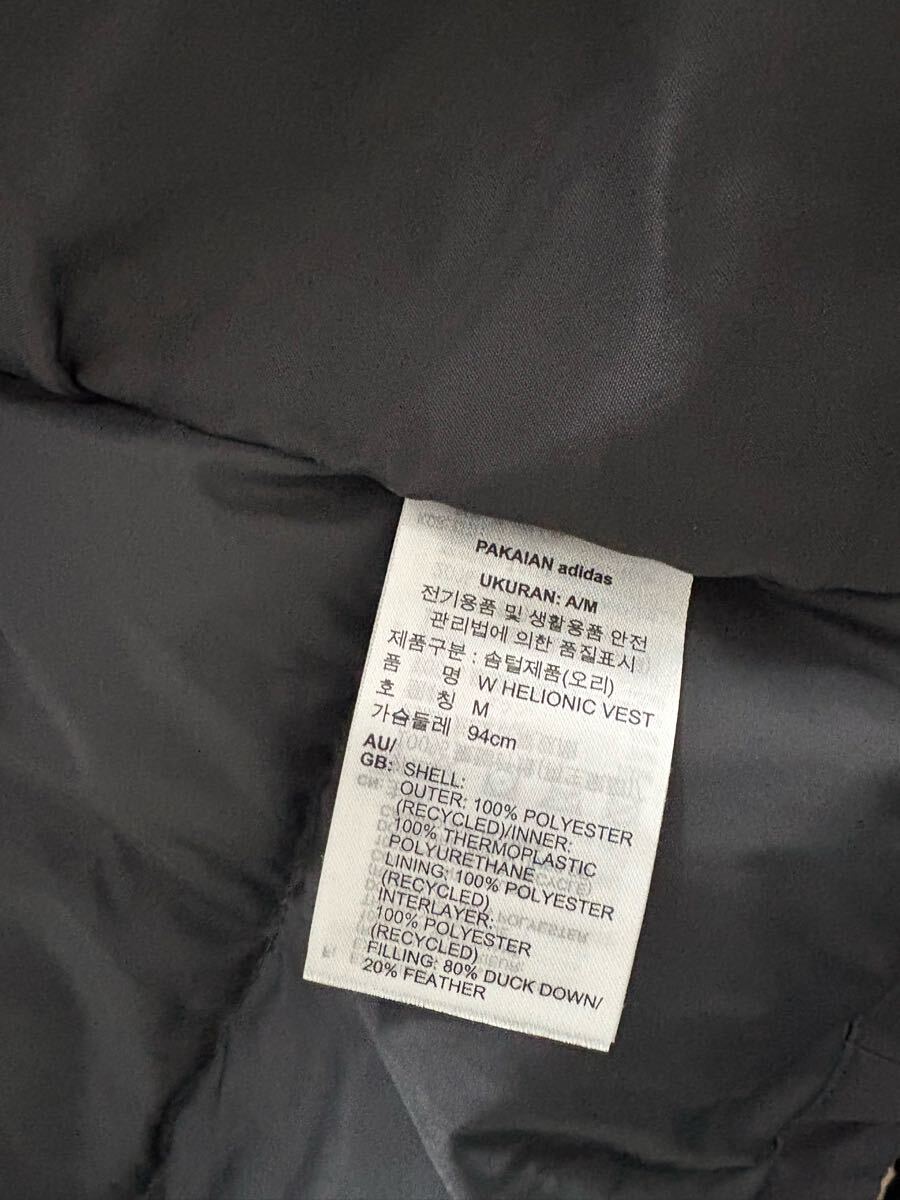 PAKAIAN adidas
UKURAN: A/M
전기용품 및 생활용품 안전
관리법에 의한 품질표시
제품구분 : 솜털제품(오리)
품 명 W HELIONIC VEST
호 칭 M
가슴둘레 94cm
AU/
GB: SHELL:
OUTER: 100% POLYESTER
(RECYCLED)/INNER:
100% THERMOPLASTIC
POLYURETHANE
LINING: 100% POLYESTER
(RECYCLED)
INTERLAYER:
100% POLYESTER
(RECYCLED)
FILLING: 80% DUCK DOWN/
20% FEATHER